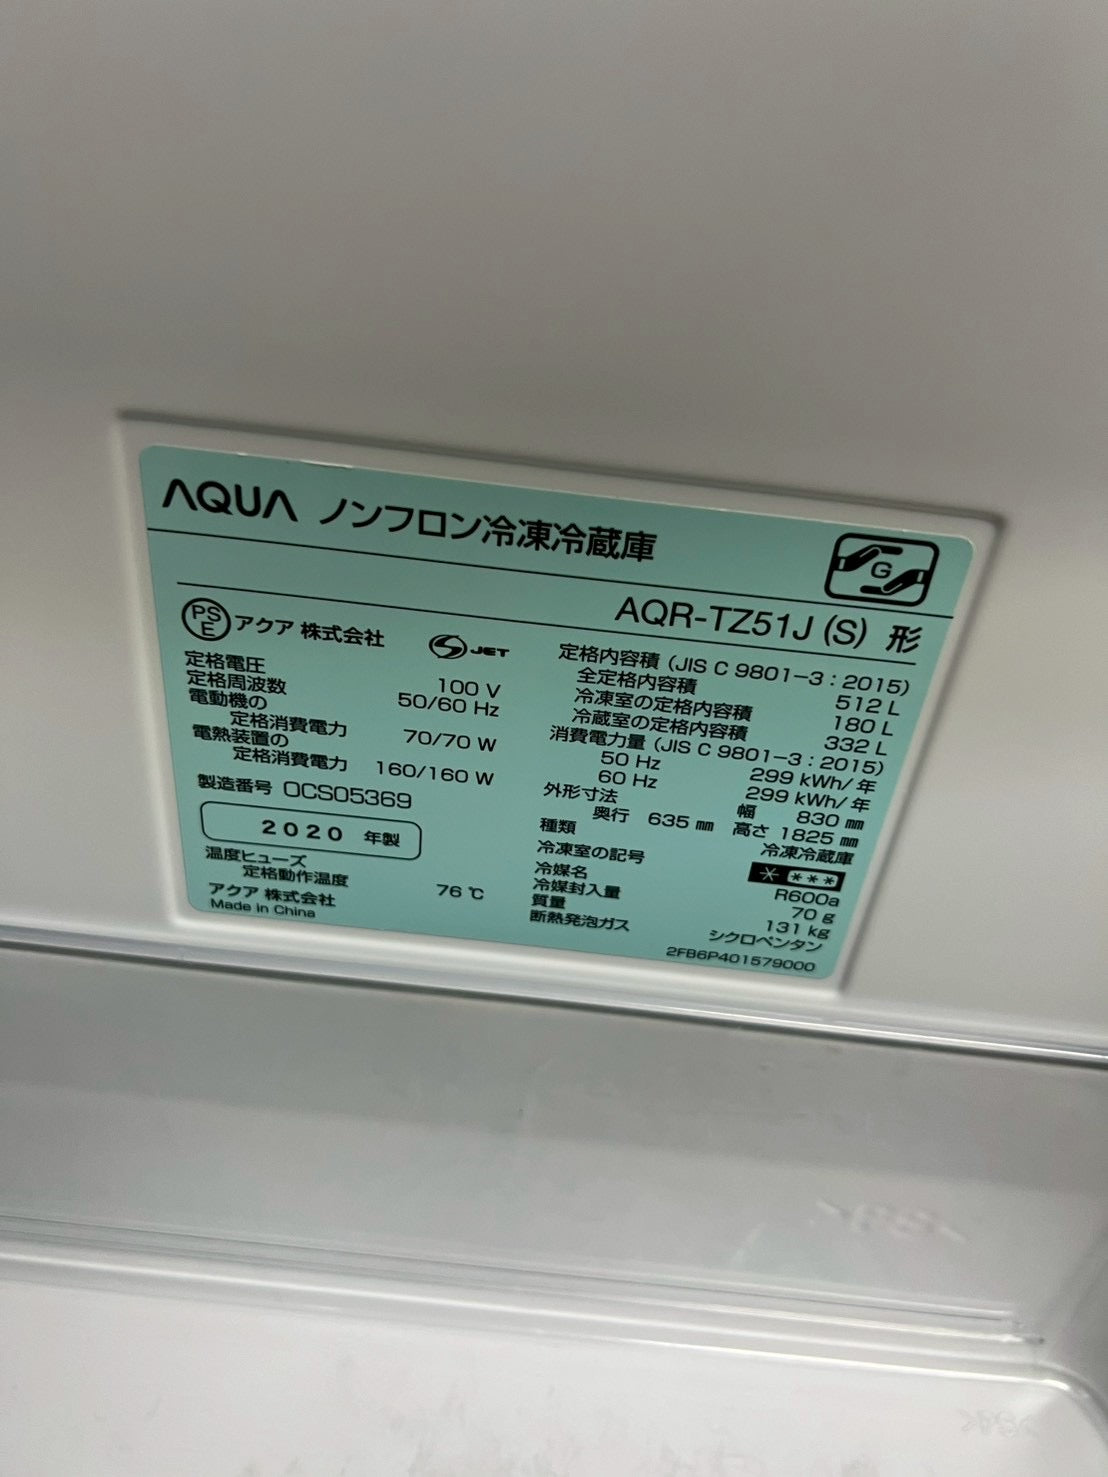 AQUA ノンフロン冷凍冷蔵庫
G
AQR-TZ51J (S) 形
PSE アクア 株式会社 JET
定格電圧 100 V
定格周波数 50/60 Hz
電動機の
定格消費電力 70/70 W
電熱装置の
定格消費電力 160/160 W
製造番号 OCS05369
2020 年製
温度ヒューズ
定格動作温度 76 ℃
アクア 株式会社
Made in China
定格内容積 (JIS C 9801-3:2015)
全定格内容積 512 L
冷凍室の定格内容積 180 L
冷蔵室の定格内容積 332 L
消費電力量 (JIS C 9801-3:2015)
50 Hz 299 kWh/年
60 Hz 299 kWh/年
外形寸法 幅 830 mm
奥行 635 mm 高さ 1825 mm
種類 冷凍冷蔵庫
冷凍室の記号 * ***
冷媒名 R600a
冷媒封入量 70 g
質量 131 kg
断熱発泡ガス シクロペンタン
2FB6P401579000